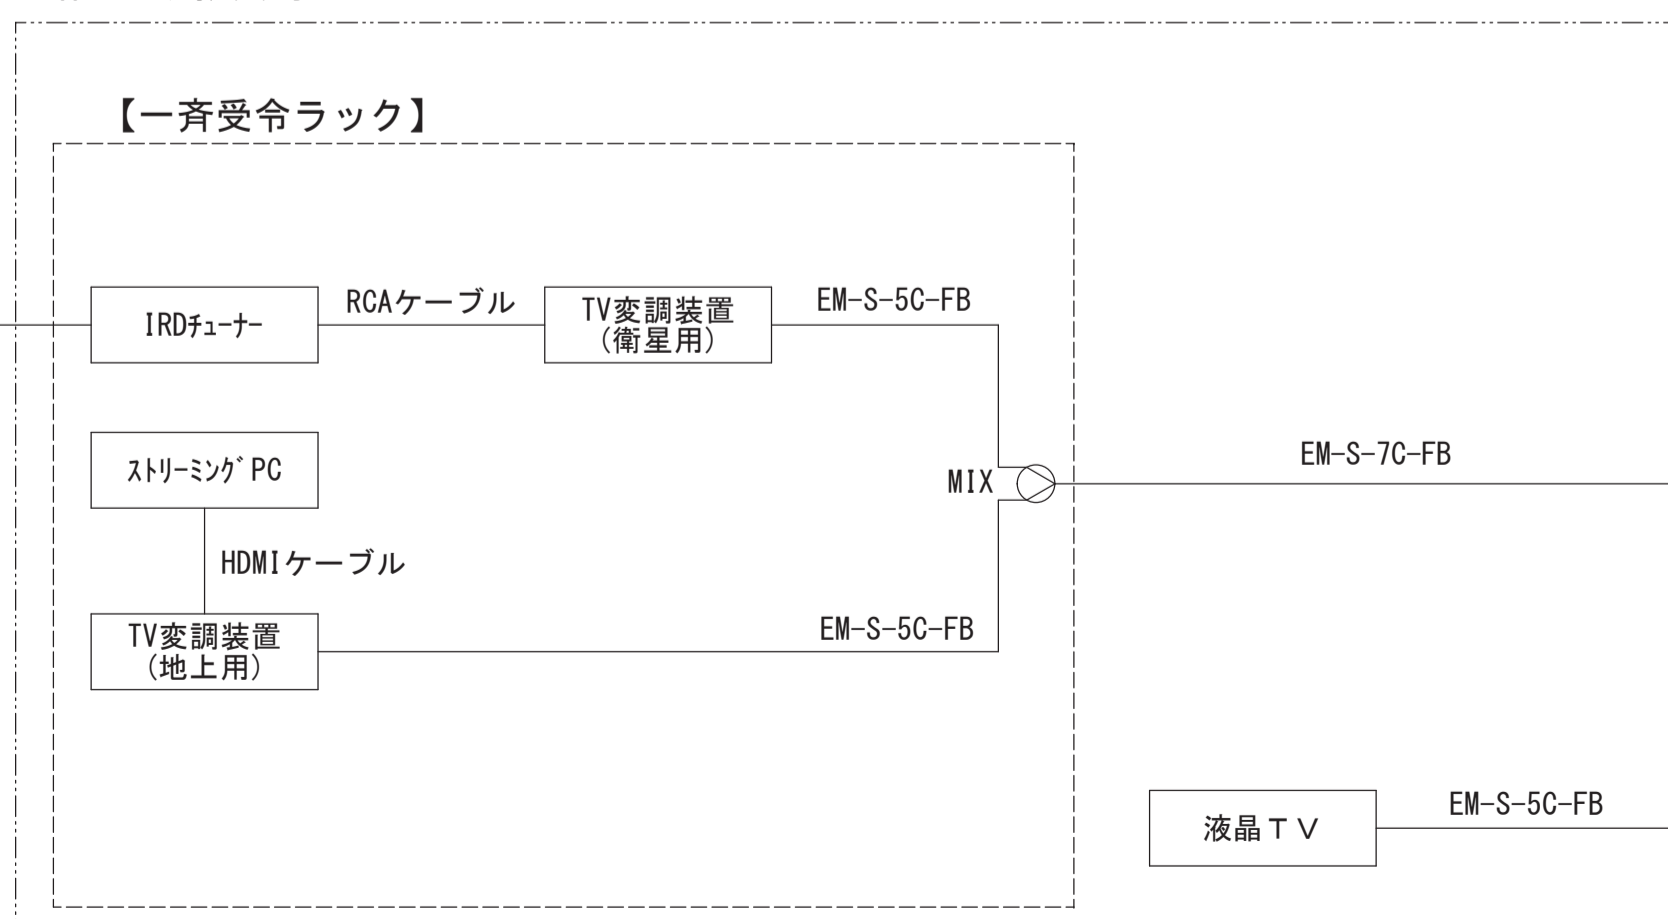 【一斉受令ラック】
IRDﾁｭｰﾅｰ
RCAケーブル
TV変調装置
(衛星用)
EM-S-5C-FB
ｽﾄﾘｰﾐﾝｸﾞPC
MIX
EM-S-7C-FB
HDMIケーブル
TV変調装置
(地上用)
EM-S-5C-FB
液晶ＴＶ
EM-S-5C-FB